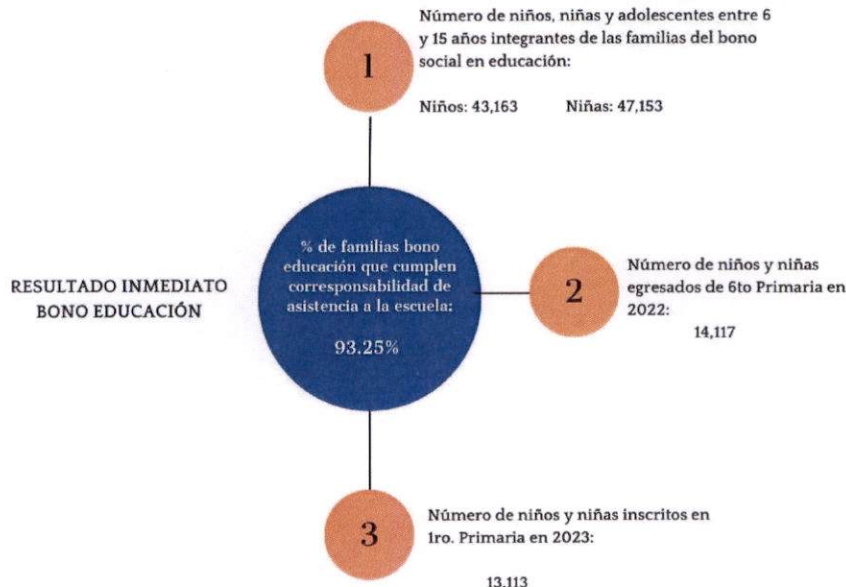 1
Número de niños, niñas y adolescentes entre 6
y 15 años integrantes de las familias del bono
social en educación:
Niños: 43,163 Niñas: 47,153
RESULTADO INMEDIATO
BONO EDUCACIÓN
% de familias bono
educación que cumplen
corresponsabilidad de
asistencia a la escuela:
93.25%
2
Número de niños y niñas
egresados de 6to Primaria en
2022:
14,117
3
Número de niños y niñas inscritos en
1ro. Primaria en 2023:
13,113